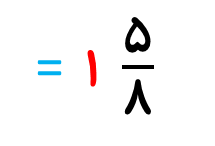 = ۱ ۵/۸